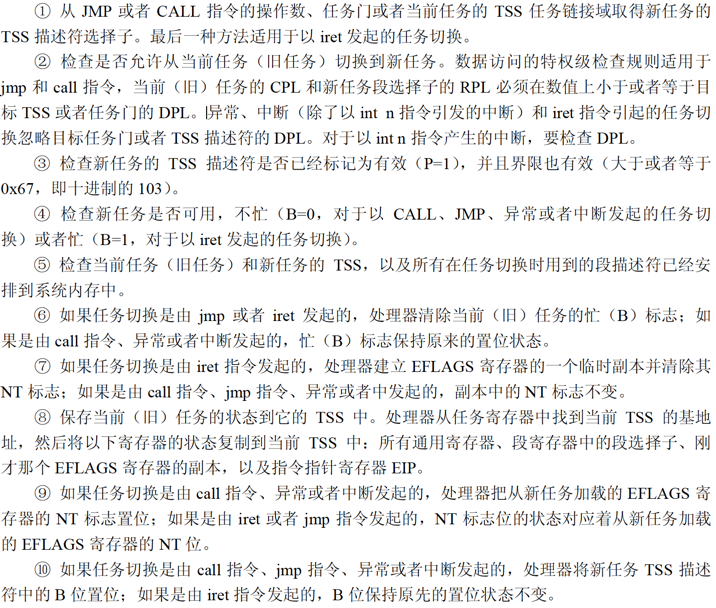 ① 从 JMP 或者 CALL 指令的操作数、任务门或者当前任务的 TSS 任务链接域取得新任务的
TSS 描述符选择子。最后一种方法适用于以 iret 发起的任务切换。
② 检查是否允许从当前任务（旧任务）切换到新任务。数据访问的特权级检查规则适用于
jmp 和 call 指令，当前（旧）任务的 CPL 和新任务段选择子的 RPL 必须在数值上小于或者等于目
标 TSS 或者任务门的 DPL。异常、中断（除了以 int n 指令引发的中断）和 iret 指令引起的任务切
换忽略目标任务门或者 TSS 描述符的 DPL。对于以 int n 指令产生的中断，要检查 DPL。
③ 检查新任务的 TSS 描述符是否已经标记为有效（P=1），并且界限也有效（大于或者等于
0x67，即十进制的 103）。
④ 检查新任务是否可用，不忙（B=0，对于以 CALL、JMP、异常或者中断发起的任务切
换）或者忙（B=1，对于以 iret 发起的任务切换）。
⑤ 检查当前任务（旧任务）和新任务的 TSS，以及所有在任务切换时用到的段描述符已经安
排到系统内存中。
⑥ 如果任务切换是由 jmp 或者 iret 发起的，处理器清除当前（旧）任务的忙（B）标志；如
果是由 call 指令、异常或者中断发起的，忙（B）标志保持原来的置位状态。
⑦ 如果任务切换是由 iret 指令发起的，处理器建立 EFLAGS 寄存器的一个临时副本并清除其
NT 标志；如果是由 call 指令、jmp 指令、异常或者中发起的，副本中的 NT 标志不变。
⑧ 保存当前（旧）任务的状态到它的 TSS 中。处理器从任务寄存器中找到当前 TSS 的基地
址，然后将以下寄存器的状态复制到当前 TSS 中：所有通用寄存器、段寄存器中的段选择子、刚
才那个 EFLAGS 寄存器的副本，以及指令指针寄存器 EIP。
⑨ 如果任务切换是由 call 指令、异常或者中断发起的，处理器把从新任务加载的 EFLAGS 寄
存器的 NT 标志置位；如果是由 iret 或者 jmp 指令发起的，NT 标志位的状态对应着从新任务加载
的 EFLAGS 寄存器的 NT 位。
⑩ 如果任务切换是由 call 指令、jmp 指令、异常或者中断发起的，处理器将新任务 TSS 描述
符中的 B 位置位；如果是由 iret 指令发起的，B 位保持原先的置位状态不变。